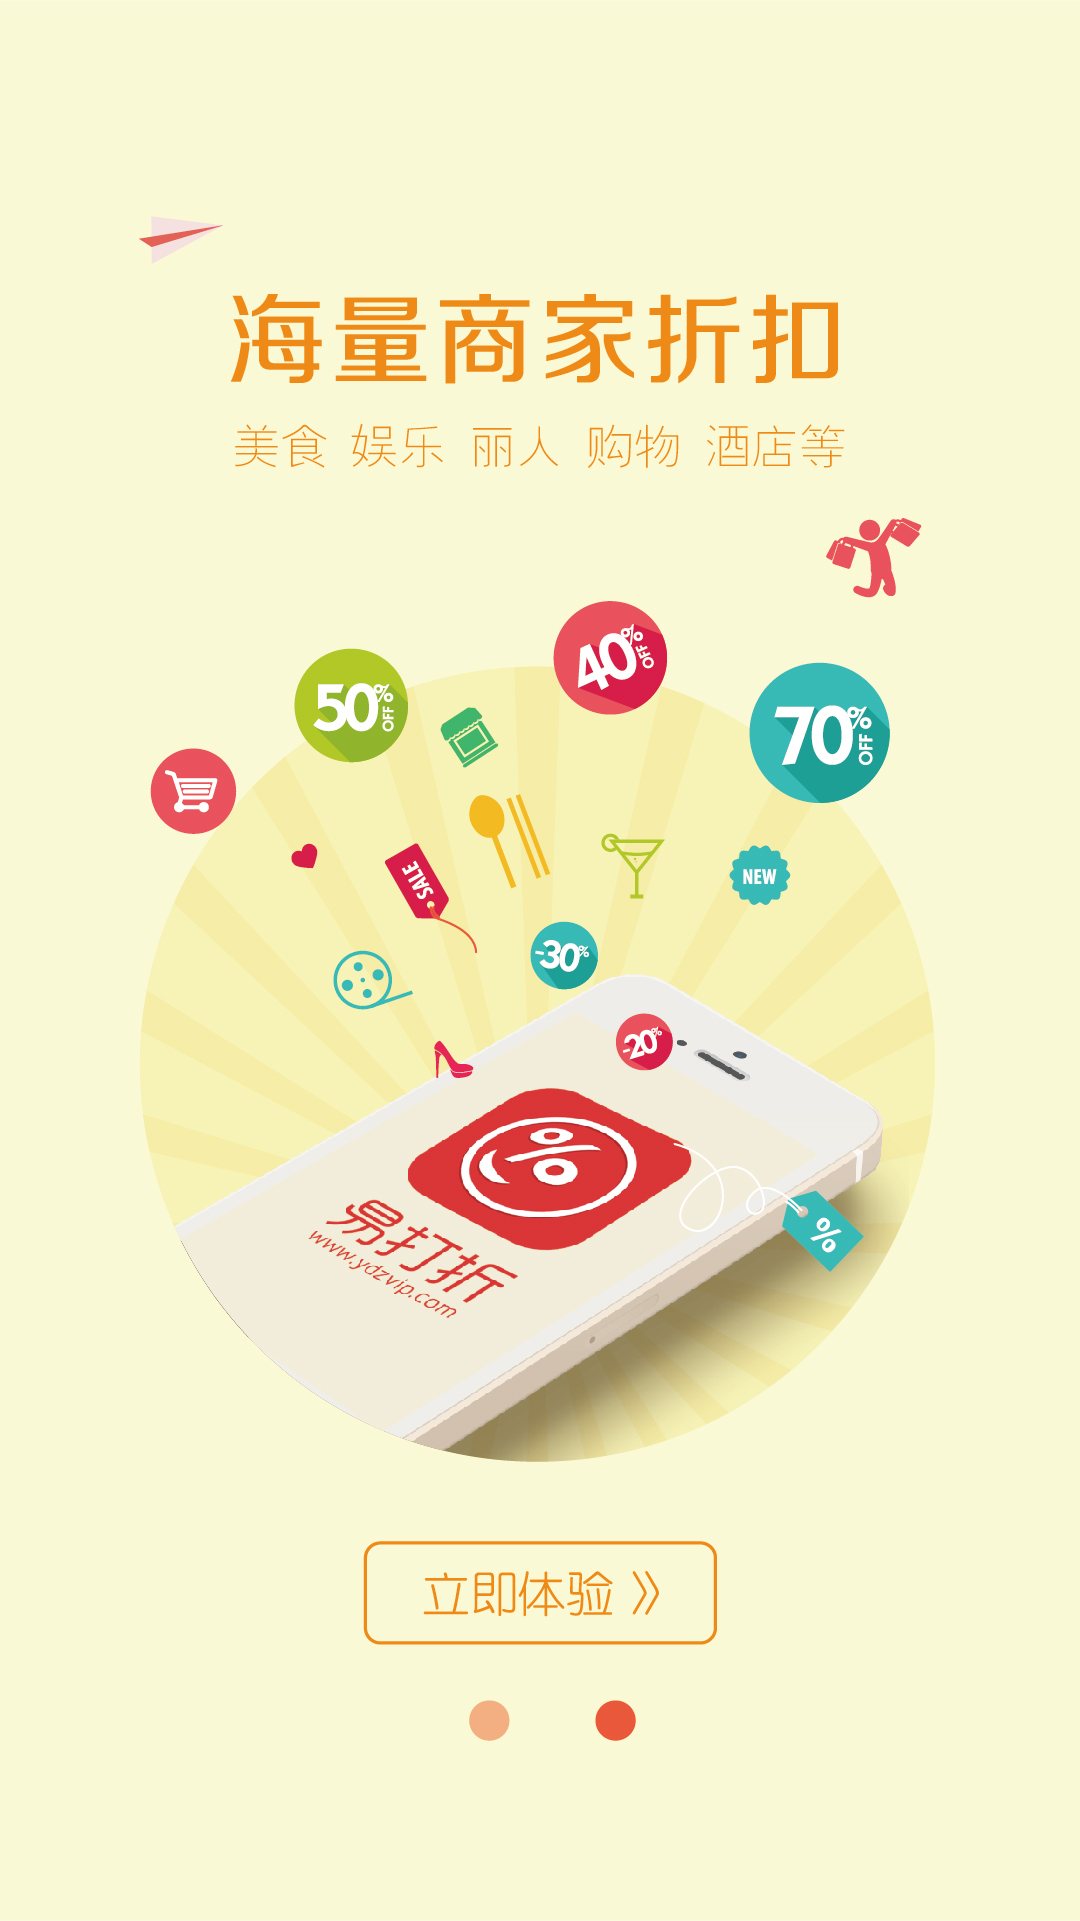 海量商家折扣
美食 娱乐 丽人 购物 酒店等
40% OFF
50% OFF
70% OFF
SALE
NEW
-30%
-20%
%
易打折
www.ydzvip.com
%
立即体验 》